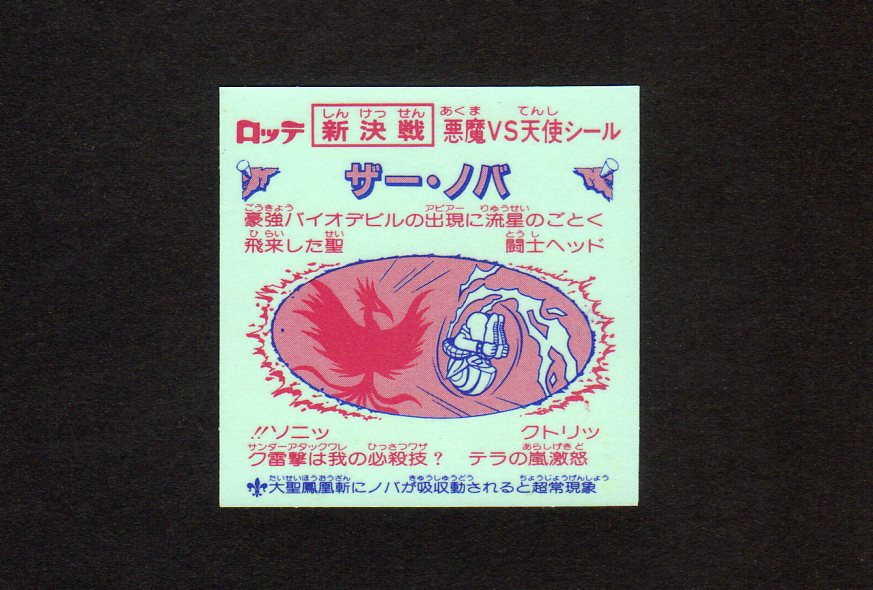 ロッテ 新決戦 悪魔VS天使シール
しん けっ せん あくま てんし
ザー・ノバ
ごうきょう アピアー りゅうせい
豪強バイオデビルの出現に流星のごとく
ひらい せい とうし
飛来した聖 闘士ヘッド
!!ソニッ クトリッ
サンダーアタックワレ ひっさつワザ あらしげきど
ク雷撃は我の必殺技? テラの嵐激怒
たいせいほうおうざん きゅうしゅうどう ちょうじょうげんしょう
大聖鳳凰斬にノバが吸収動されると超常現象